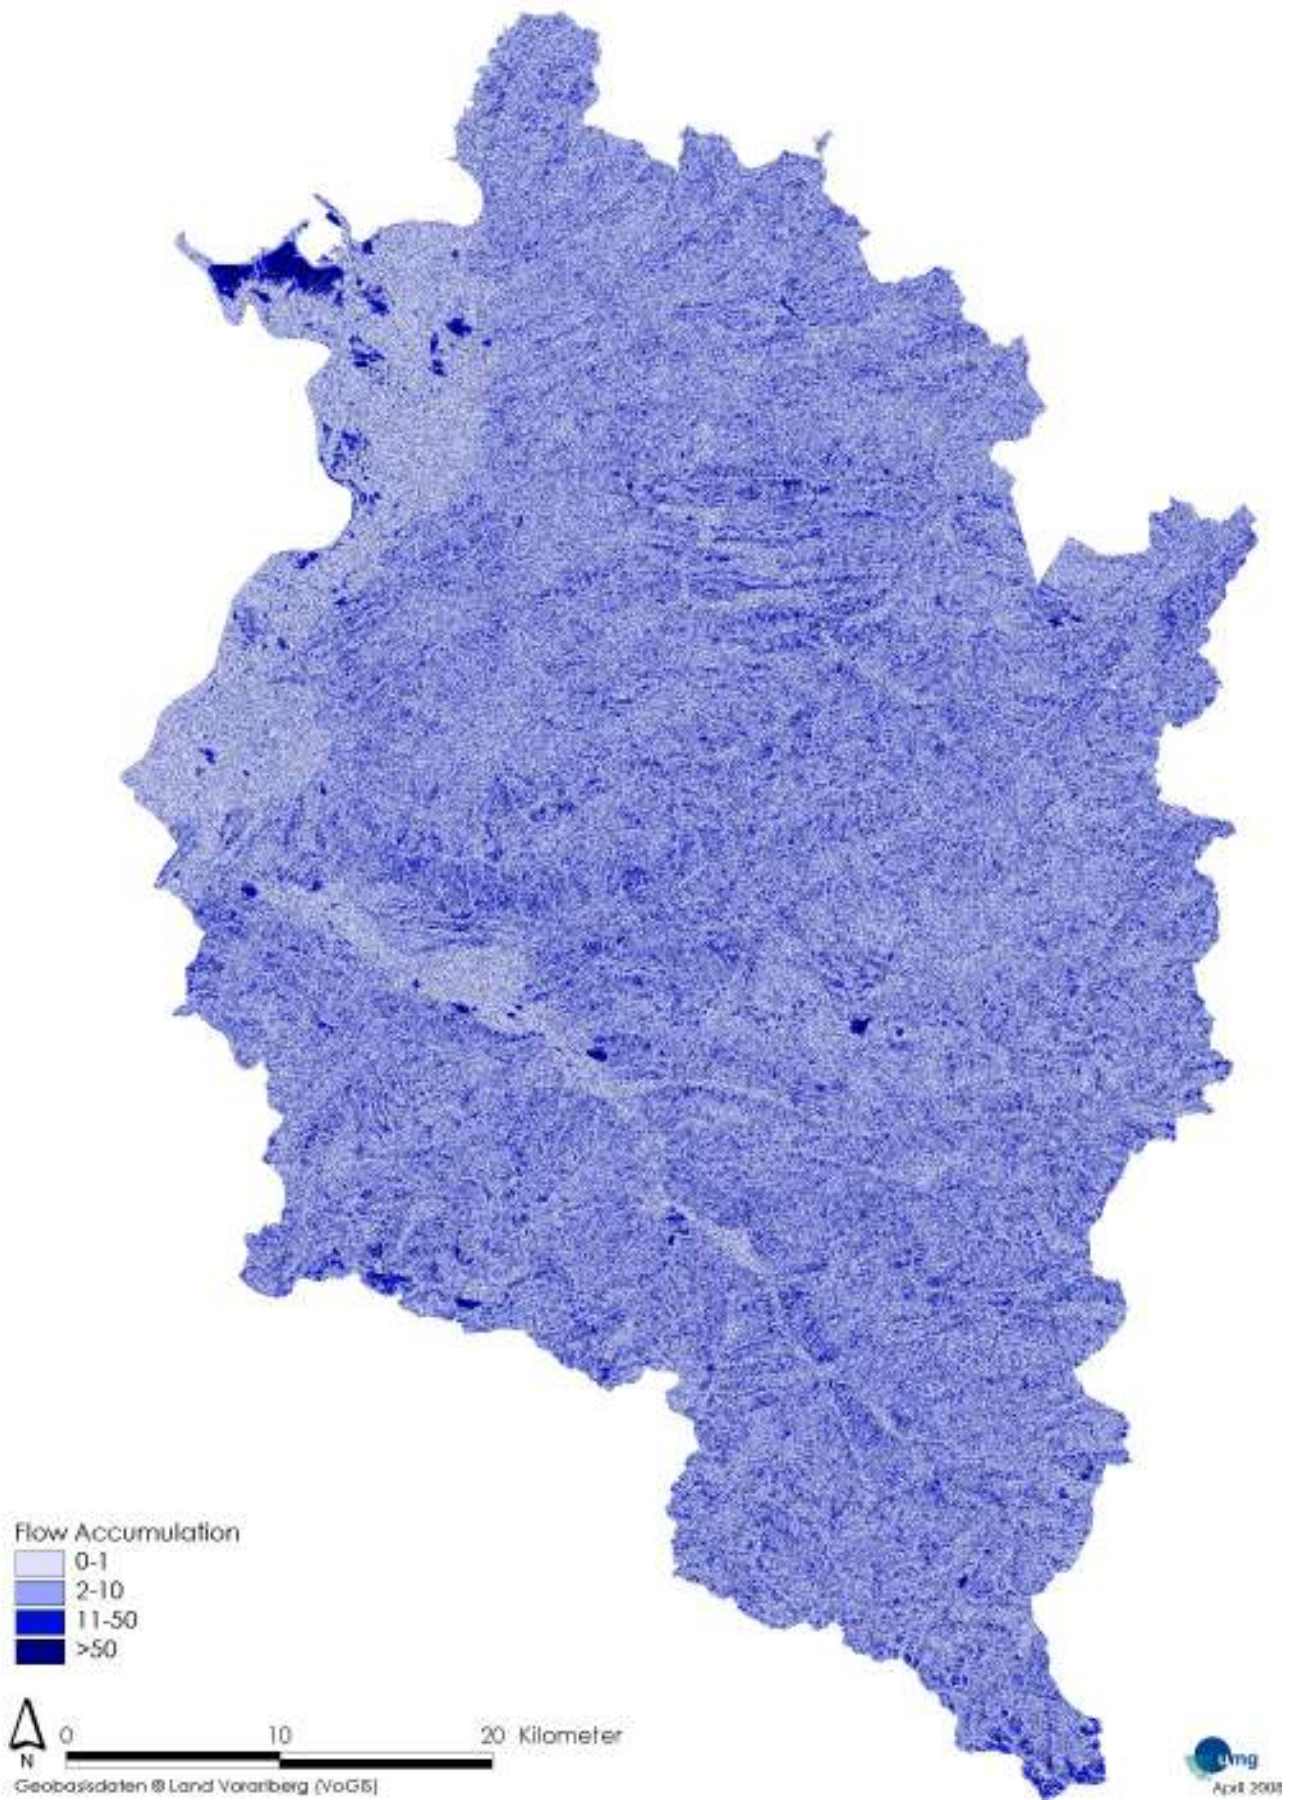 Flow Accumulation
0-1
2-10
11-50
>50
N
0 10 20 Kilometer
Geobasisdaten © Land Vorarlberg (VoGIS)
umg
April 2008